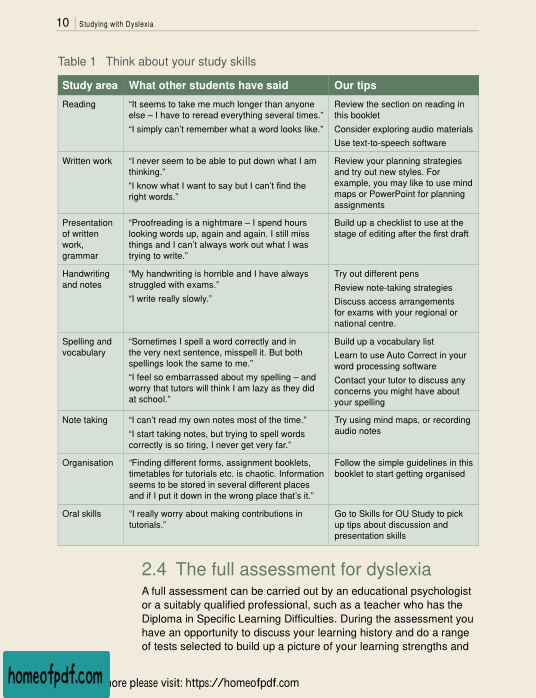 10 Studying with Dyslexia
Table 1 Think about your study skills
Study area What other students have said Our tips
Reading
“It seems to take me much longer than anyone
else – I have to reread everything several times.”
“I simply can’t remember what a word looks like.”
Review the section on reading in
this booklet
Consider exploring audio materials
Use text-to-speech software
Written work
“I never seem to be able to put down what I am
thinking.”
“I know what I want to say but I can’t find the
right words.”
Review your planning strategies
and try out new styles. For
example, you may like to use mind
maps or PowerPoint for planning
assignments
Presentation
of written
work,
grammar
“Proofreading is a nightmare – I spend hours
looking words up, again and again. I still miss
things and I can’t always work out what I was
trying to write.”
Build up a checklist to use at the
stage of editing after the first draft
Handwriting
and notes
“My handwriting is horrible and I have always
struggled with exams.”
“I write really slowly.”
Try out different pens
Review note-taking strategies
Discuss access arrangements
for exams with your regional or
national centre.
Spelling and
vocabulary
“Sometimes I spell a word correctly and in
the very next sentence, misspell it. But both
spellings look the same to me.”
“I feel so embarrassed about my spelling – and
worry that tutors will think I am lazy as they did
at school.”
Build up a vocabulary list
Learn to use Auto Correct in your
word processing software
Contact your tutor to discuss any
concerns you might have about
your spelling
Note taking
“I can’t read my own notes most of the time.”
“I start taking notes, but trying to spell words
correctly is so tiring, I never get very far.”
Try using mind maps, or recording
audio notes
Organisation
“Finding different forms, assignment booklets,
timetables for tutorials etc. is chaotic. Information
seems to be stored in several different places
and if I put it down in the wrong place that’s it.”
Follow the simple guidelines in this
booklet to start getting organised
Oral skills
“I really worry about making contributions in
tutorials.”
Go to Skills for OU Study to pick
up tips about discussion and
presentation skills
2.4 The full assessment for dyslexia
A full assessment can be carried out by an educational psychologist
or a suitably qualified professional, such as a teacher who has the
Diploma in Specific Learning Difficulties. During the assessment you
have an opportunity to discuss your learning history and do a range
of tests selected to build up a picture of your learning strengths and
homeofpdf.com
ore please visit: https://homeofpdf.com